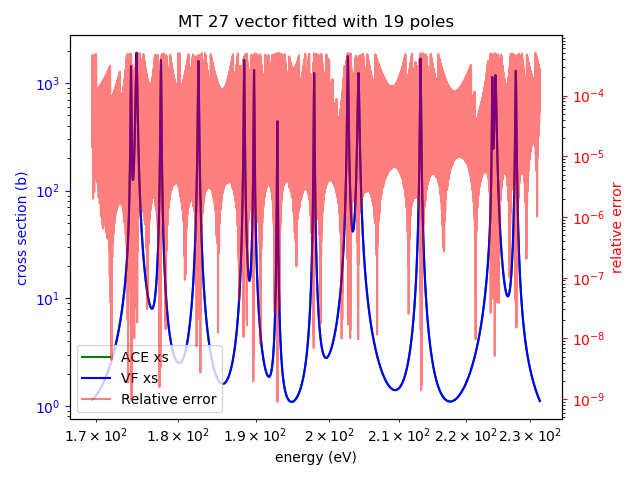 MT 27 vector fitted with 19 poles
10³
10²
10¹
10⁰
cross section (b)
10⁻⁴
10⁻⁵
10⁻⁶
10⁻⁷
10⁻⁸
10⁻⁹
relative error
ACE xs
VF xs
Relative error
1.7 × 10² 1.8 × 10² 1.9 × 10² 2 × 10² 2.1 × 10² 2.2 × 10² 2.3 × 10²
energy (eV)